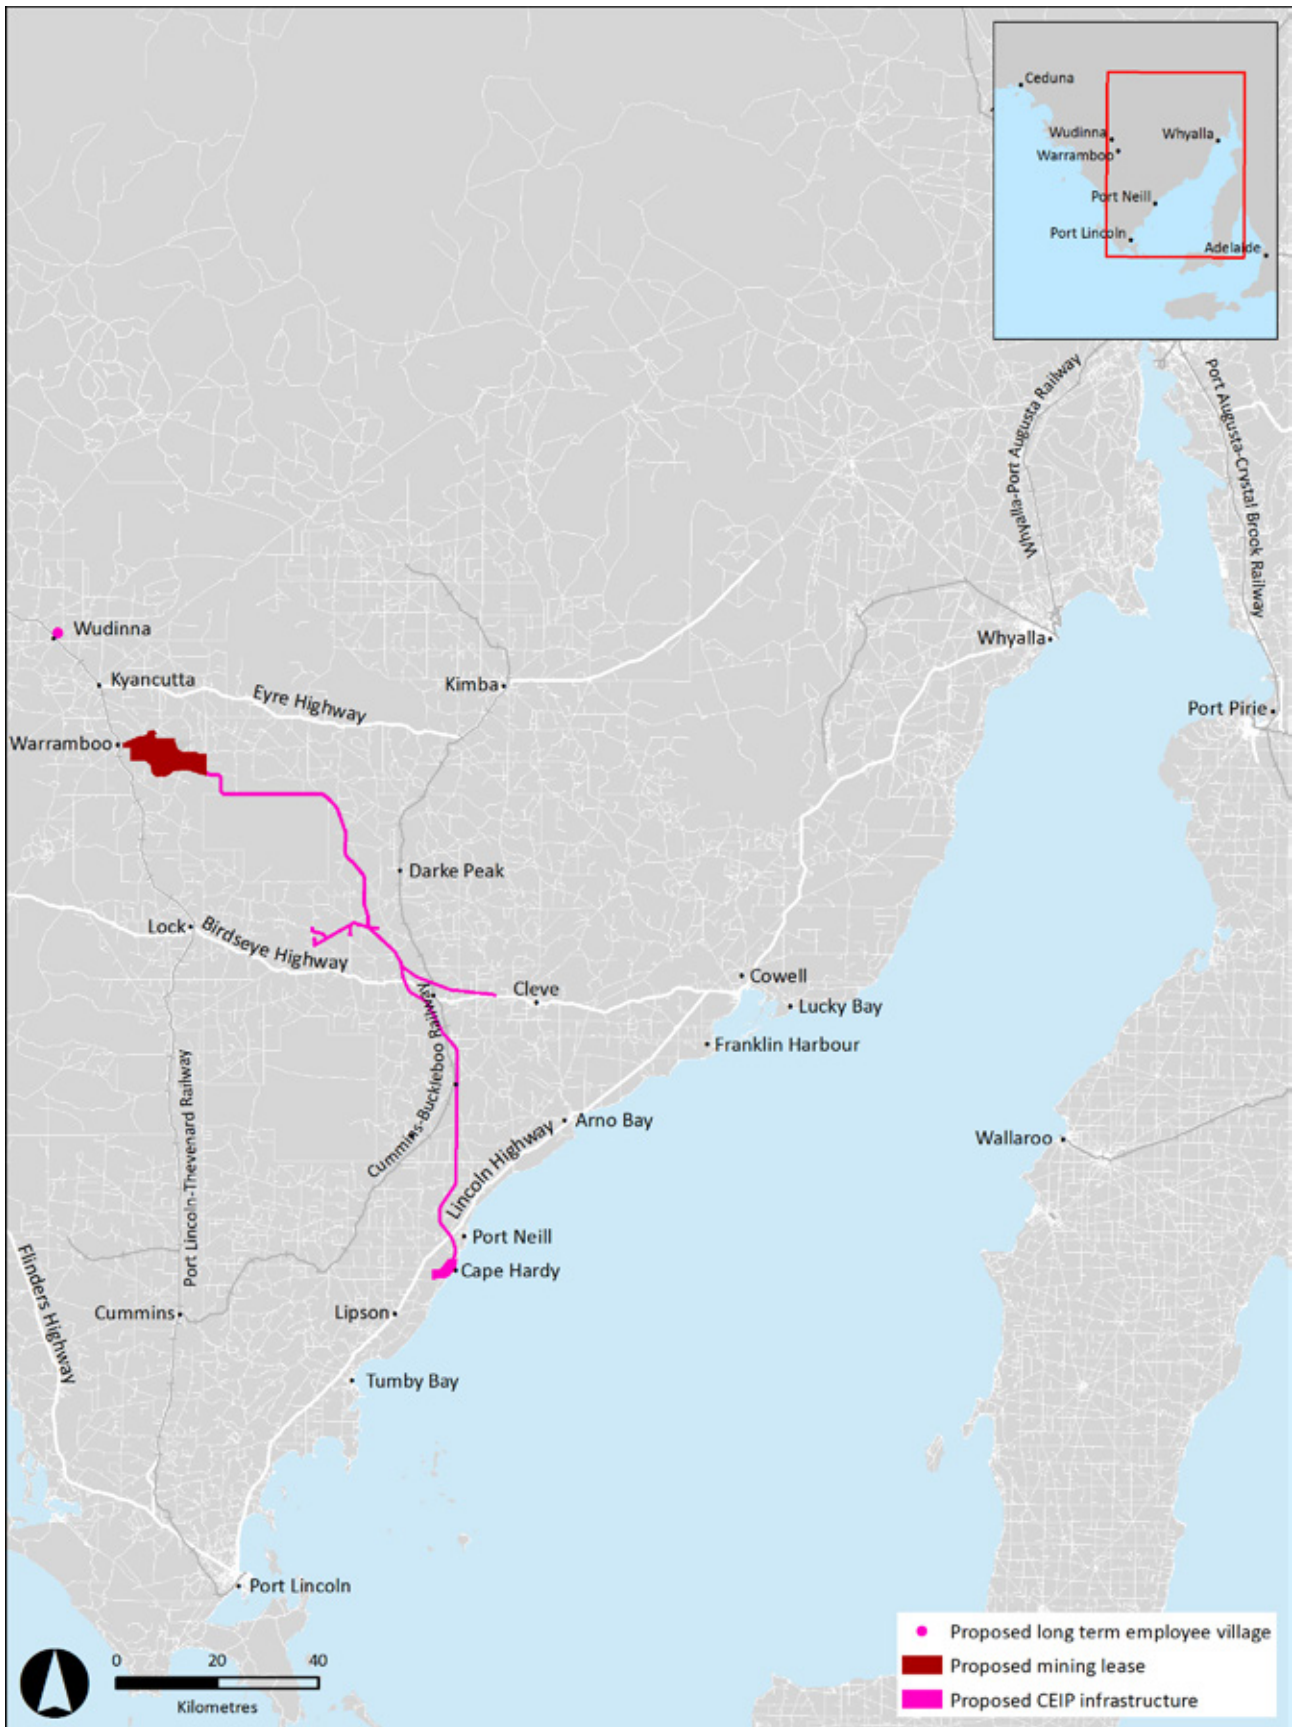 Ceduna
Wudinna
Whyalla
Warramboo
Port Neill
Port Lincoln
Adelaide
Whyalla-Port Augusta Railway
Port Augusta-Crystal Brook Railway
Wudinna
Whyalla
Kyancutta
Kimba
Eyre Highway
Port Pirie
Warramboo
Darke Peak
Lock
Birdseye Highway
Cowell
Cleve
Lucky Bay
Franklin Harbour
Cummins-Buckleboo Railway
Port Lincoln-Thevenard Railway
Arno Bay
Wallaroo
Lincoln Highway
Port Neill
Cape Hardy
Flinders Highway
Cummins
Lipson
Tumby Bay
Port Lincoln
0 20 40
Kilometres
Proposed long term employee village
Proposed mining lease
Proposed CEIP infrastructure